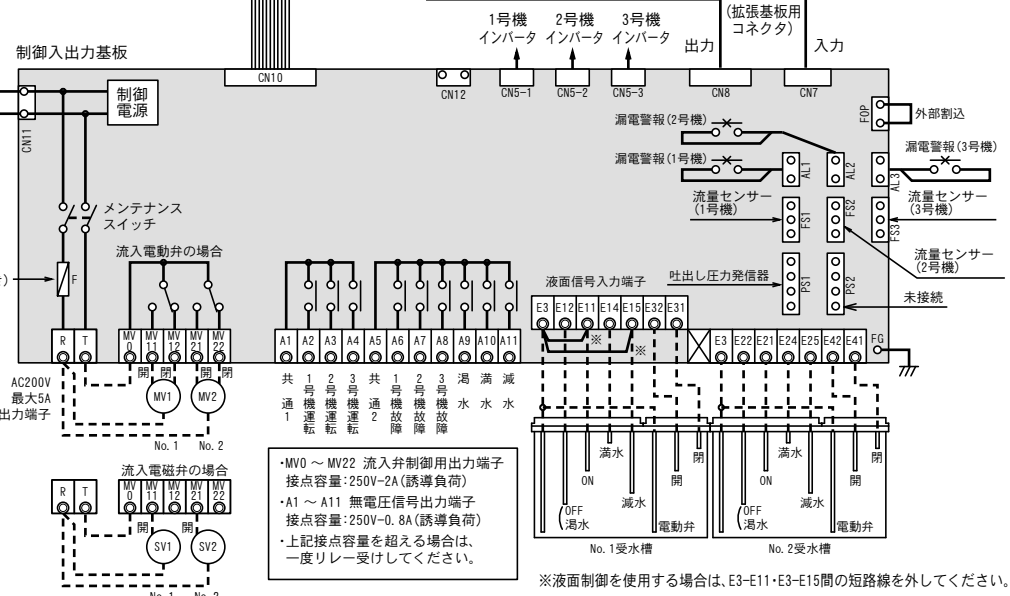 (拡張基板用
コネクタ)
1号機
インバータ
2号機
インバータ
3号機
インバータ
出力
入力
制御入出力基板
CN10
CN12
CN5-1
CN5-2
CN5-3
CN8
CN7
制御
電源
CN11
漏電警報(2号機)
FOP
外部割込
漏電警報(1号機)
AL1
AL2
AL3
漏電警報(3号機)
メンテナンス
スイッチ
流量センサー
(1号機)
FS1
FS2
FS3
流量センサー
(3号機)
流入電動弁の場合
流量センサー
(2号機)
F
液面信号入力端子
吐出し圧力発信器
PS1
PS2
未接続
E3 E12 E11 E14 E15 E32 E31
※
※
R T
MV0 MV11 MV12 MV21 MV22
A1 A2 A3 A4 A5 A6 A7 A8 A9 A10 A11
E3 E22 E21 E24 E25 E42 E41
FG
AC200V
最大5A
出力端子
開 閉 開 閉
MV1 MV2
No. 1 No. 2
共通1
1号機運転
2号機運転
3号機運転
共通2
1号機故障
2号機故障
3号機故障
渇水
満水
減水
流入電磁弁の場合
R T
MV0 MV11 MV12 MV21 MV22
開 開
SV1 SV2
No. 1 No. 2
・MV0 ～ MV22 流入弁制御用出力端子
接点容量:250V-2A(誘導負荷)
・A1 ～ A11 無電圧信号出力端子
接点容量:250V-0.8A(誘導負荷)
・上記接点容量を超える場合は、
一度リレー受けしてください。
満水
閉
ON
開
減水
OFF
渇水
電動弁
No. 1受水槽
満水
閉
ON
開
減水
OFF
渇水
電動弁
No. 2受水槽
※液面制御を使用する場合は、E3-E11・E3-E15間の短路線を外してください。